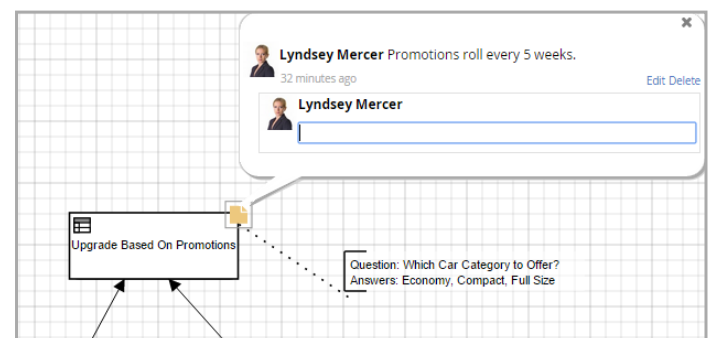 Lyndsey Mercer Promotions roll every 5 weeks.
32 minutes ago
Edit Delete
Lyndsey Mercer
Upgrade Based On Promotions
Question: Which Car Category to Offer?
Answers: Economy, Compact, Full Size